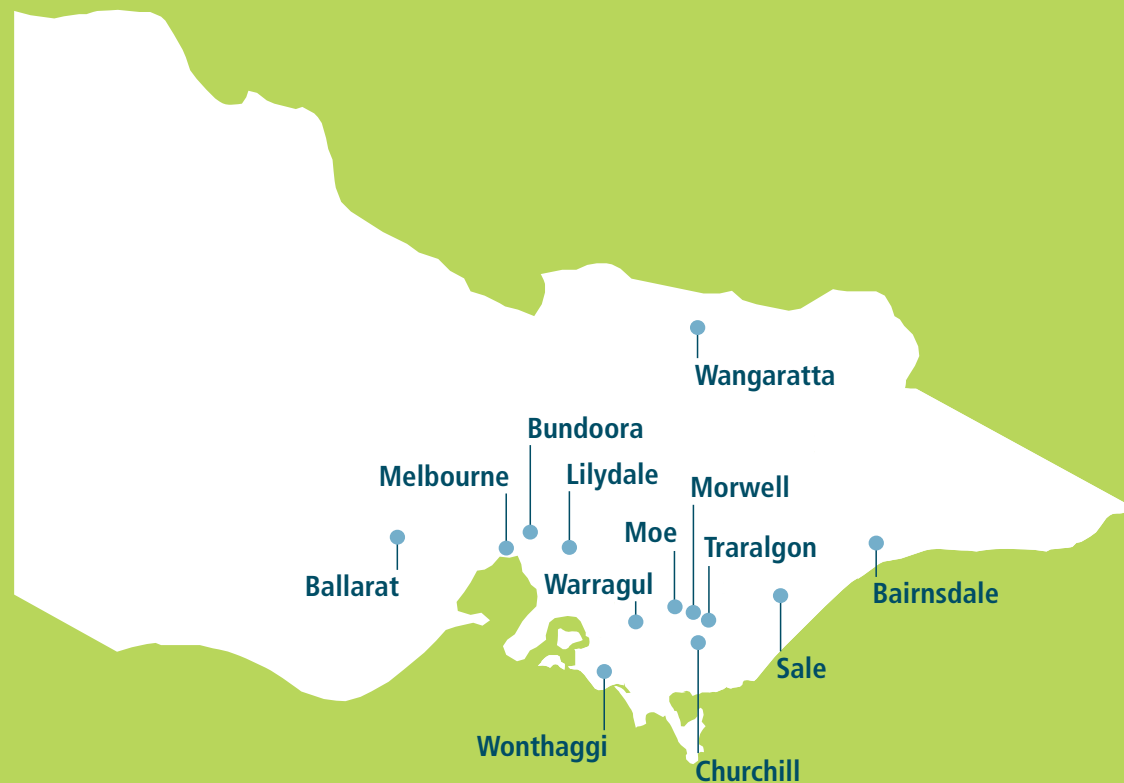 Wangaratta
Bundoora
Melbourne
Lilydale
Morwell
Moe
Traralgon
Ballarat
Warragul
Bairnsdale
Sale
Wonthaggi
Churchill